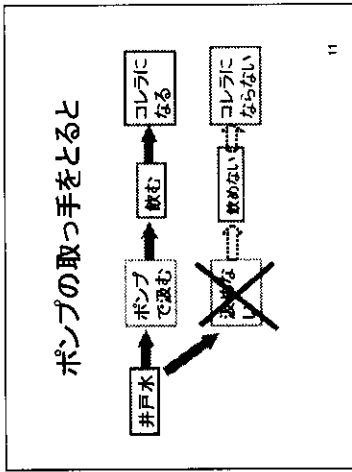 ポンプの取っ手をとると
井戸水
ポンプ
で汲む
飲む
コレラに
なる
飲めない
コレラに
ならない
11